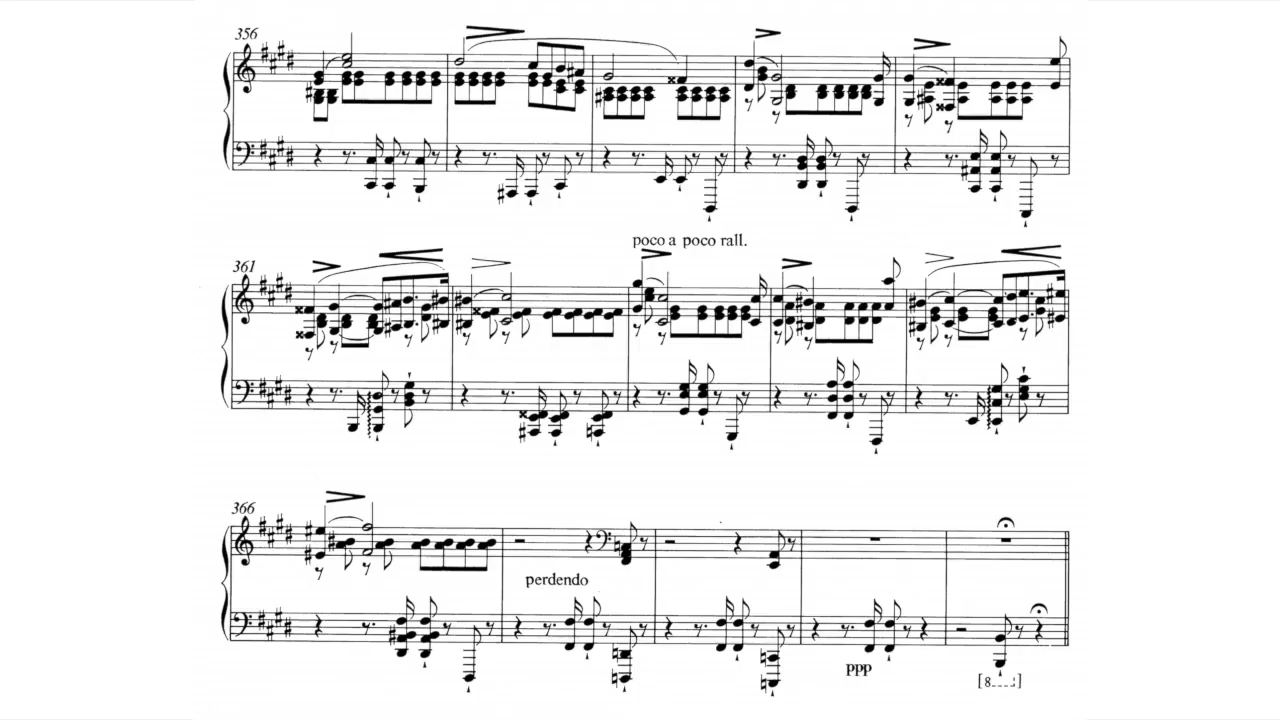 356
poco a poco rall.
361
366
perdendo
ppp
[8----]